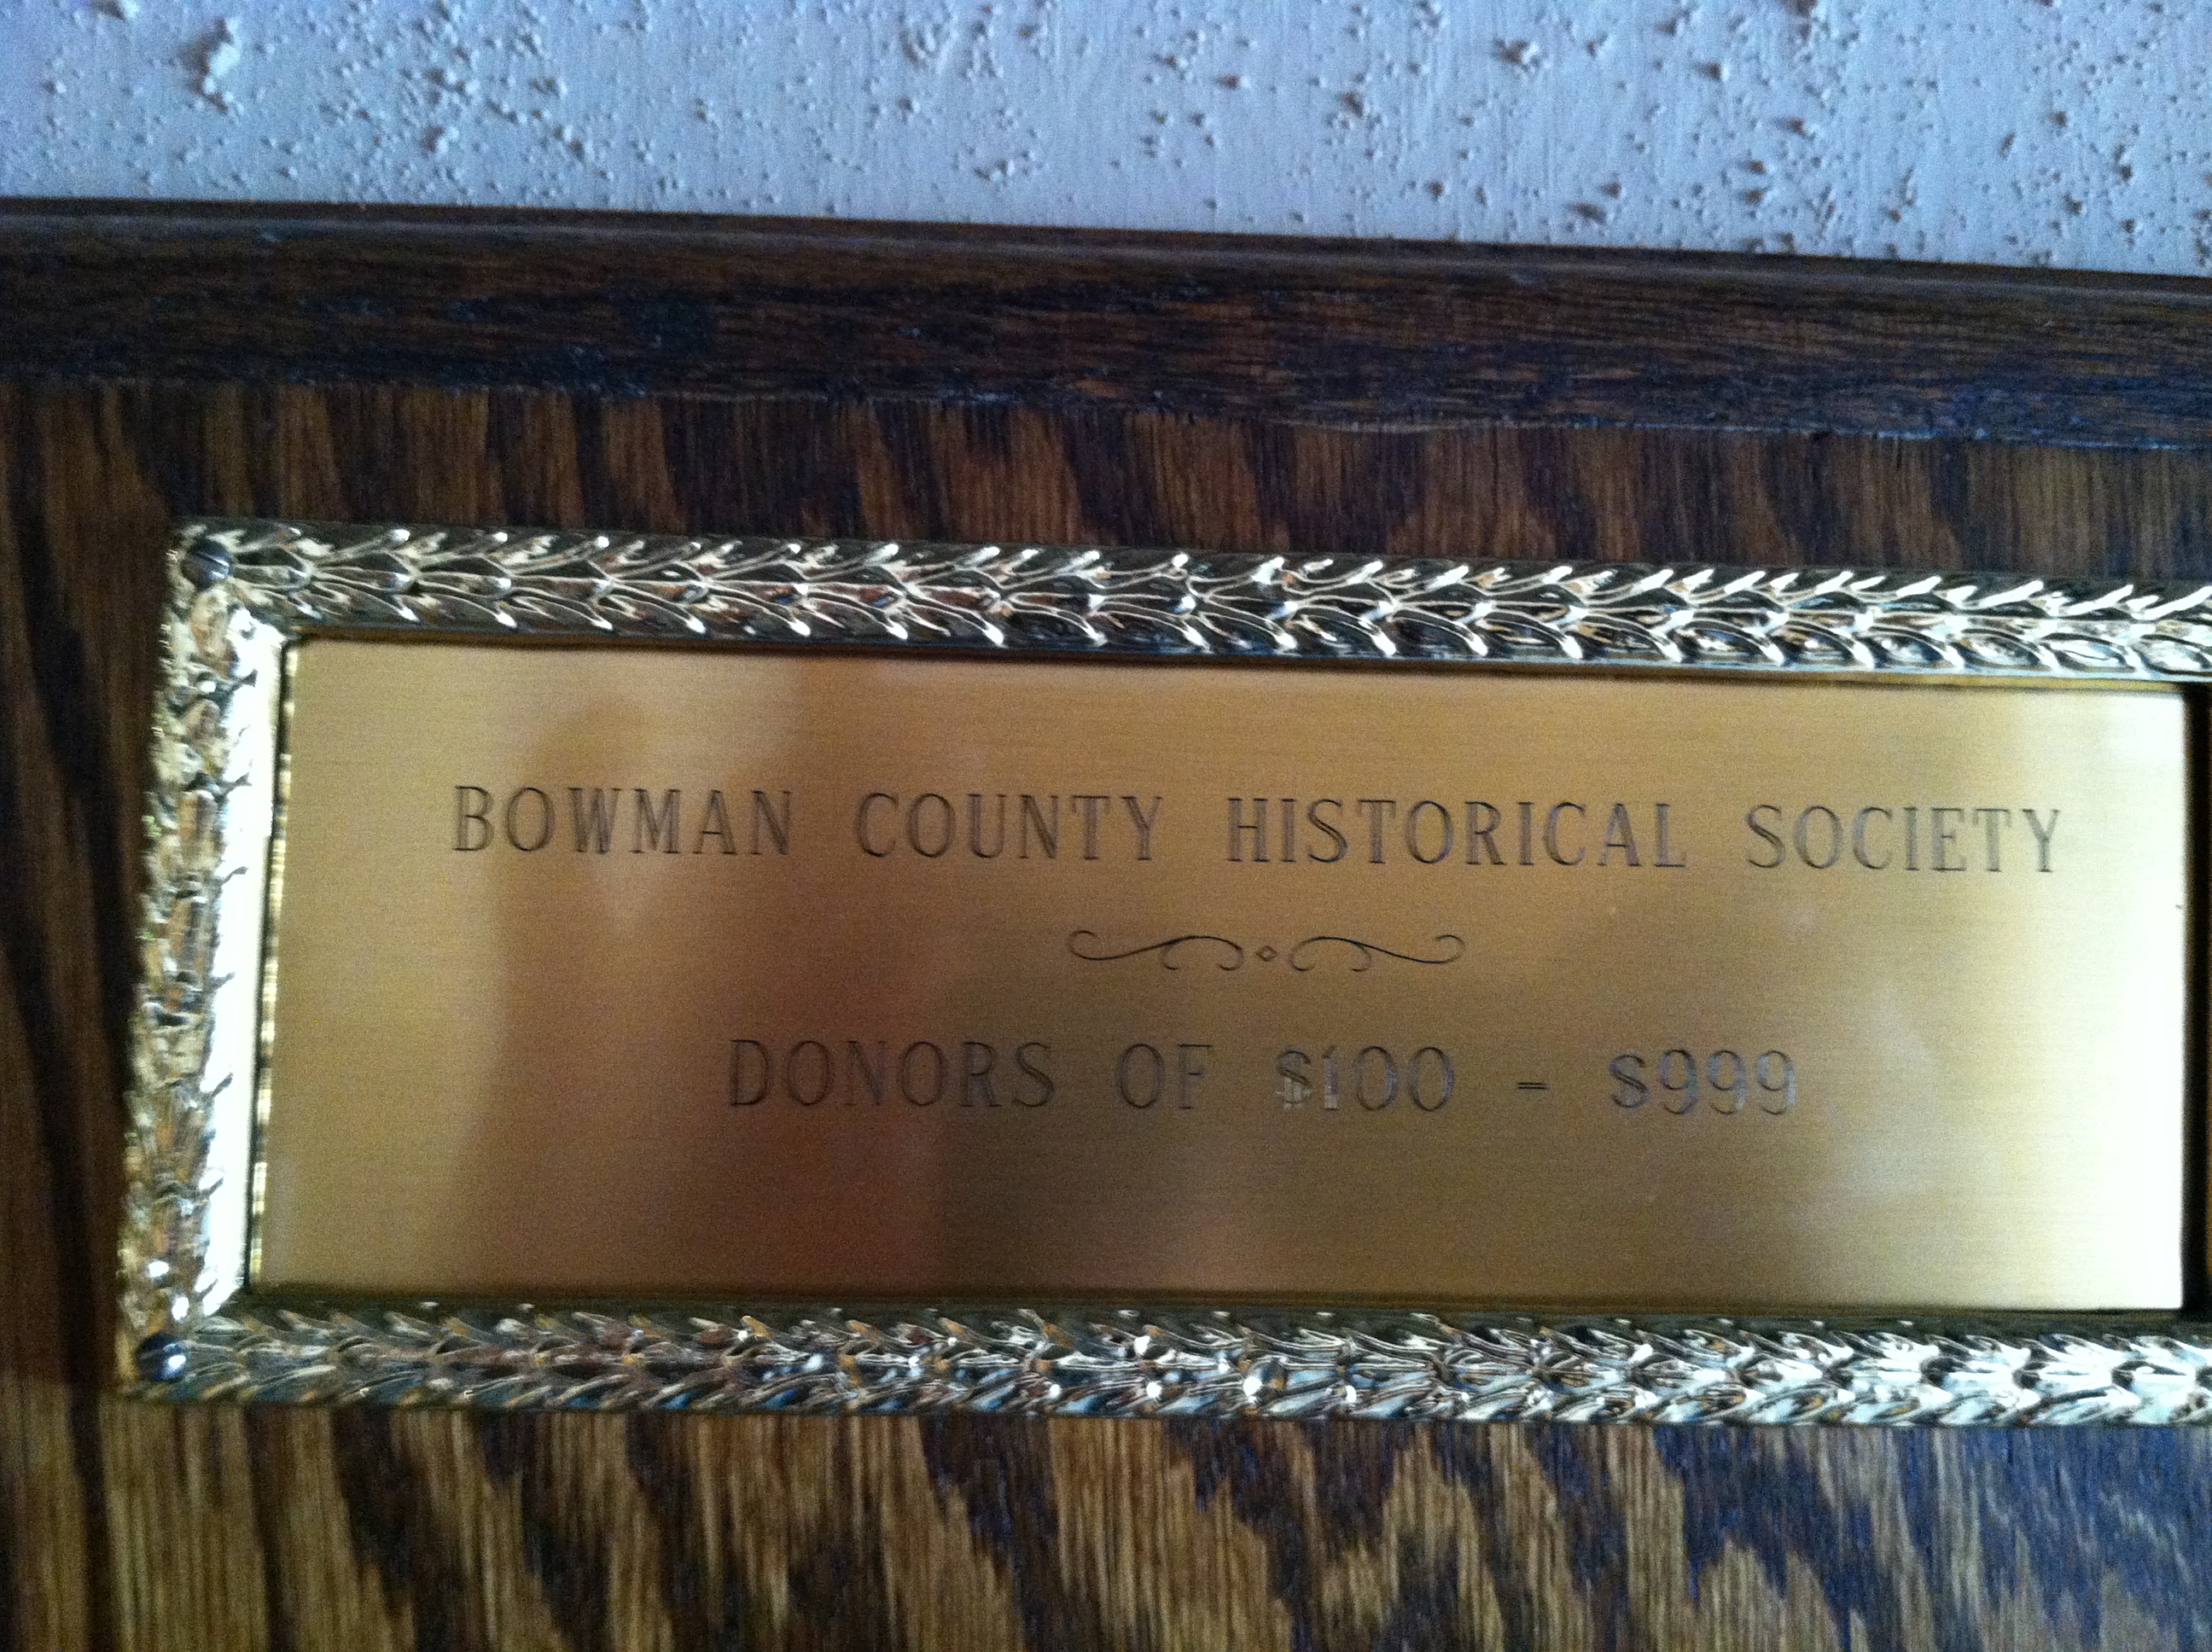 BOWMAN COUNTY HISTORICAL SOCIETY
DONORS OF $100 - $999